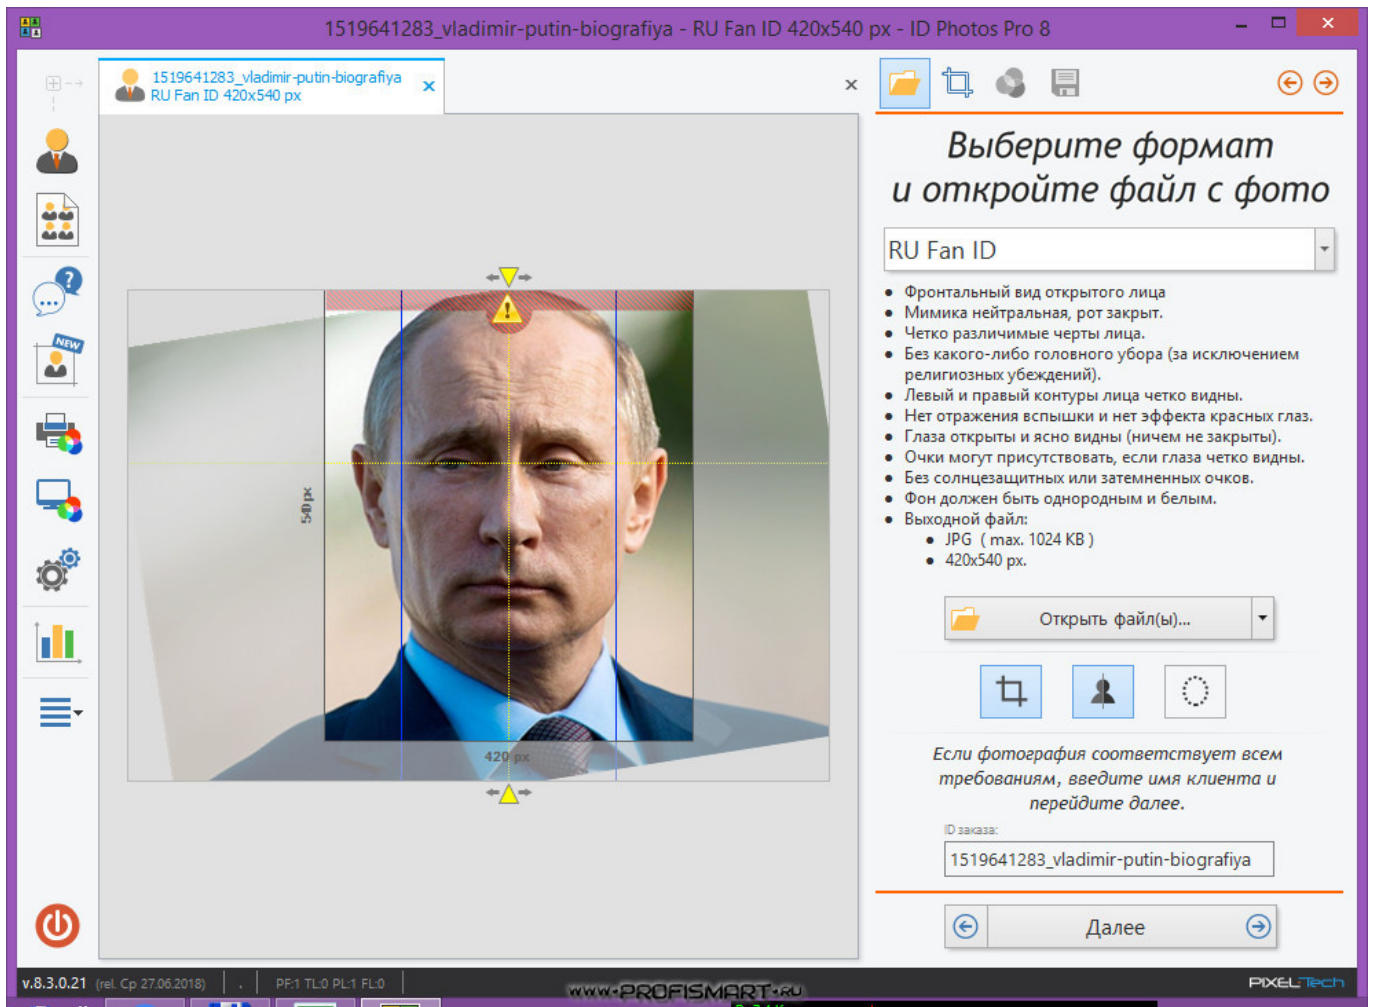 1519641283_vladimir-putin-biografiya - RU Fan ID 420x540 px - ID Photos Pro 8
1519641283_vladimir-putin-biografiya
RU Fan ID 420x540 px
Выберите формат
и откройте файл с фото
RU Fan ID
Фронтальный вид открытого лица
Мимика нейтральная, рот закрыт.
Четко различимые черты лица.
Без какого-либо головного убора (за исключением
религиозных убеждений).
Левый и правый контуры лица четко видны.
Нет отражения вспышки и нет эффекта красных глаз.
Глаза открыты и ясно видны (ничем не закрыты).
Очки могут присутствовать, если глаза четко видны.
Без солнцезащитных или затемненных очков.
Фон должен быть однородным и белым.
Выходной файл:
JPG ( max. 1024 KB )
420x540 px.
NEW
540 px
420 px
Открыть файл(ы)...
Если фотография соответствует всем
требованиям, введите имя клиента и
перейдите далее.
ID заказа:
1519641283_vladimir-putin-biografiya
Далее
v.8.3.0.21 (rel. Cp 27.06.2018) . PF:1 TL:0 PL:1 FL:0
PIXEL-Tech
WWW.PROFISMART.RU